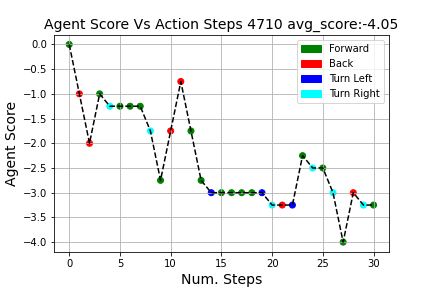 Agent Score Vs Action Steps 4710 avg_score:-4.05
Agent Score
0.0
−0.5
−1.0
−1.5
−2.0
−2.5
−3.0
−3.5
−4.0
Forward
Back
Turn Left
Turn Right
0 5 10 15 20 25 30
Num. Steps